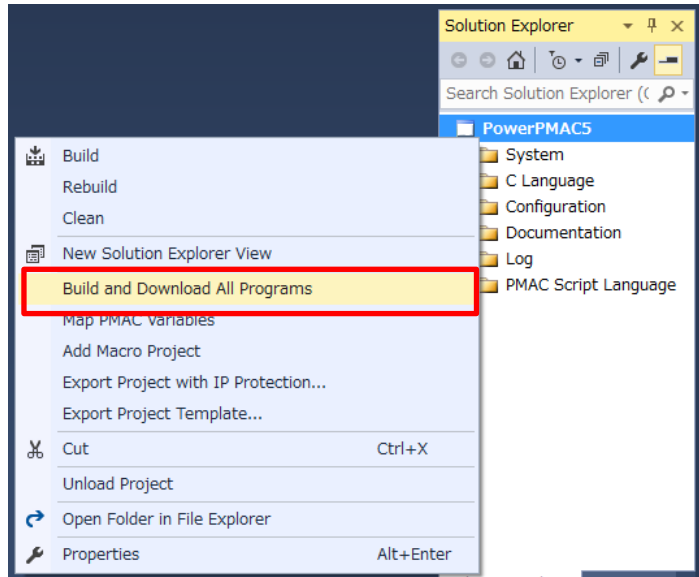 Solution Explorer
Search Solution Explorer (C
PowerPMAC5
System
C Language
Configuration
Documentation
Log
PMAC Script Language
Build
Rebuild
Clean
New Solution Explorer View
Build and Download All Programs
Map PMAC Variables
Add Macro Project
Export Project with IP Protection...
Export Project Template...
Cut Ctrl+X
Unload Project
Open Folder in File Explorer
Properties Alt+Enter